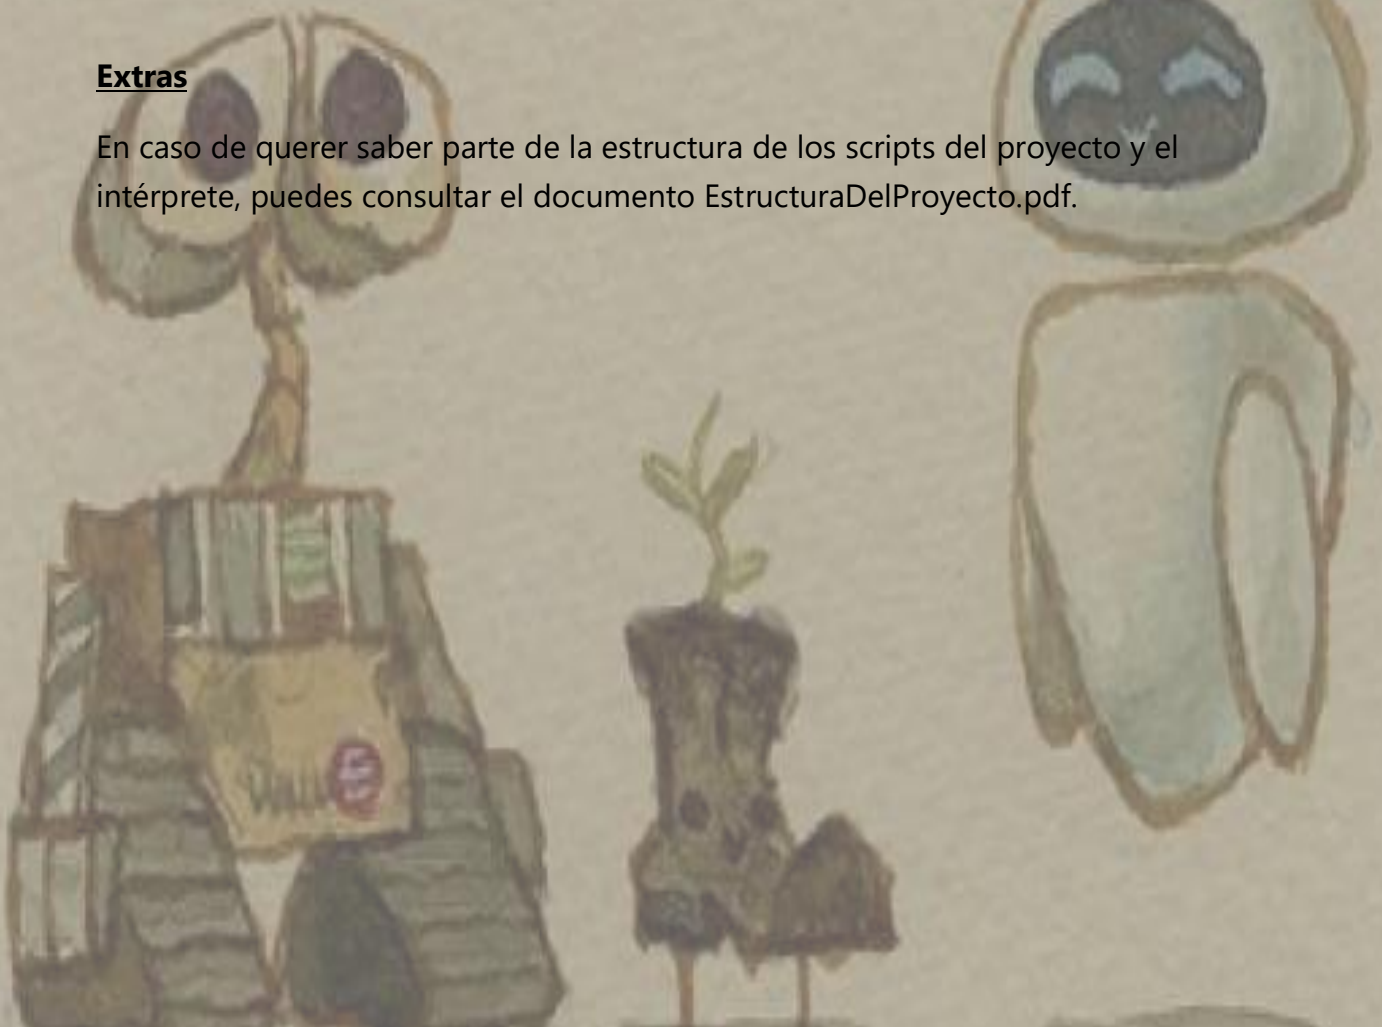 Extras
En caso de querer saber parte de la estructura de los scripts del proyecto y el
intérprete, puedes consultar el documento EstructuraDelProyecto.pdf.